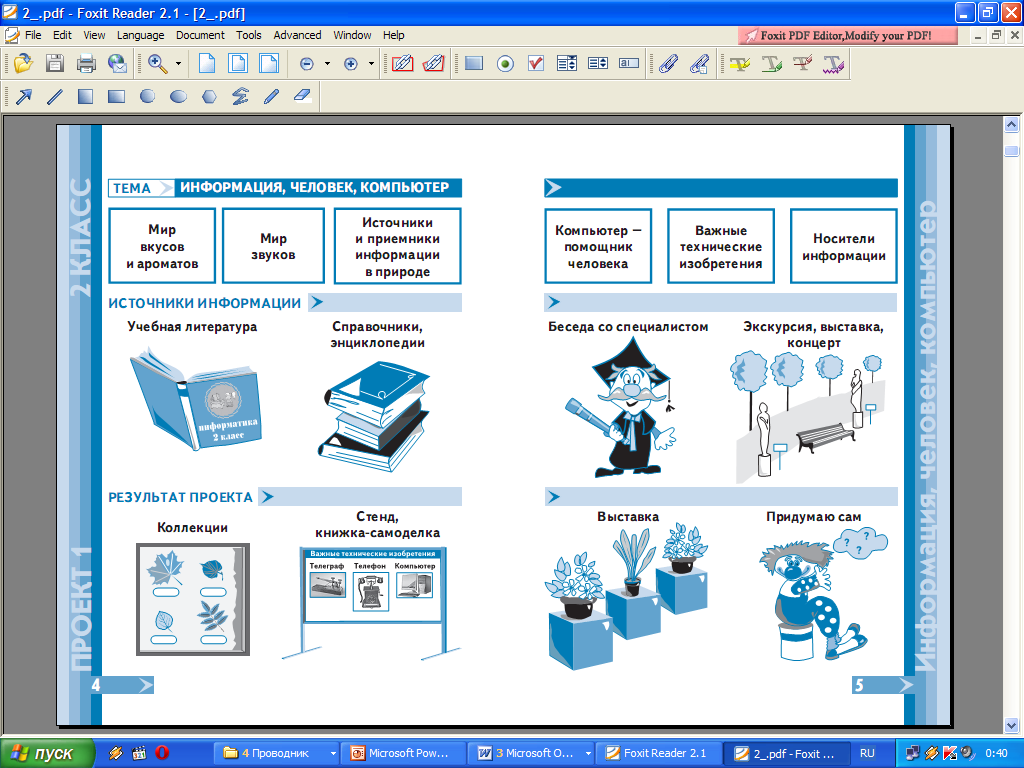 2_.pdf - Foxit Reader 2.1 - [2_.pdf]
File Edit View Language Document Tools Advanced Window Help
Foxit PDF Editor,Modify your PDF!
2 КЛАСС
ПРОЕКТ 1
ТЕМА
ИНФОРМАЦИЯ, ЧЕЛОВЕК, КОМПЬЮТЕР
Мир
вкусов
и ароматов
Мир
звуков
Источники
и приемники
информации
в природе
ИСТОЧНИКИ ИНФОРМАЦИИ
Учебная литература
информатика
2 класс
Справочники,
энциклопедии
РЕЗУЛЬТАТ ПРОЕКТА
Коллекции
Стенд,
книжка-самоделка
Важные технические изобретения
Телеграф Телефон Компьютер
4
Компьютер —
помощник
человека
Важные
технические
изобретения
Носители
информации
Беседа со специалистом
Экскурсия, выставка,
концерт
Выставка
Придумаю сам
? ? ?
5
Информация, человек, компьютер
пуск
4 Проводник
Microsoft Pow...
3 Microsoft O...
Foxit Reader 2.1
2_.pdf - Foxit ...
RU
0:40